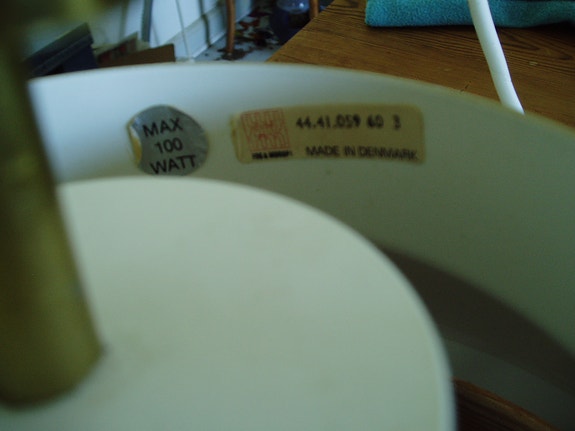 MAX
100
WATT
44.41.059 60 3
MADE IN DENMARK